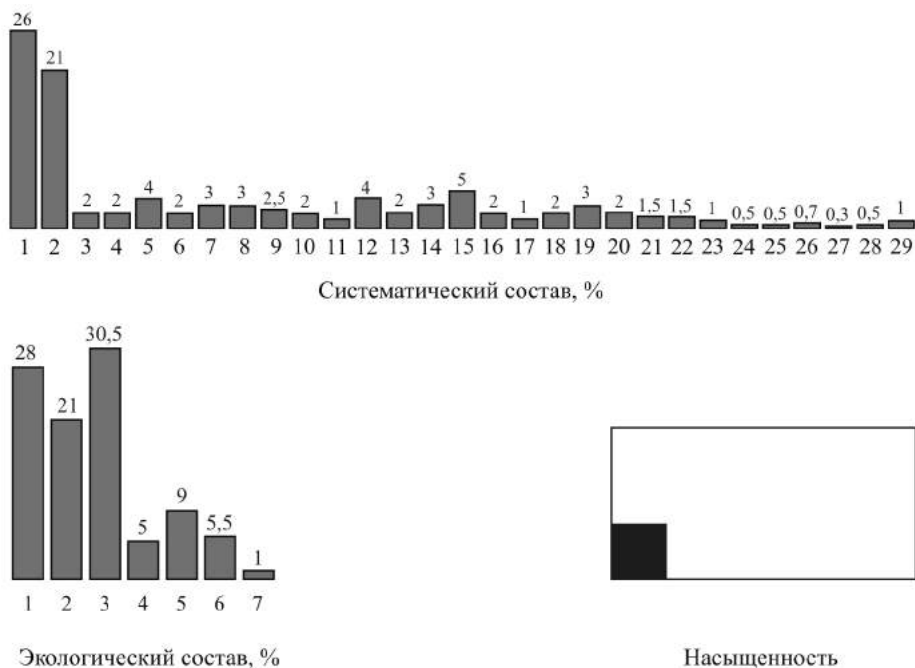 26
21
2 2 4 2 3 3 2,5 2 1 4 2 3 5 2 1 2 3 2 1,5 1,5 1 0,5 0,5 0,7 0,3 0,5 1
1 2 3 4 5 6 7 8 9 10 11 12 13 14 15 16 17 18 19 20 21 22 23 24 25 26 27 28 29
Систематический состав, %
28 21 30,5 5 9 5,5 1
1 2 3 4 5 6 7
Экологический состав, %
Насыщенность